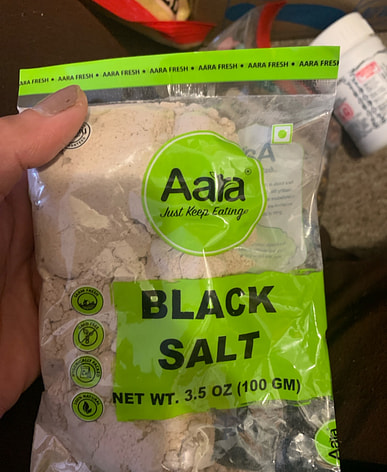 AARA FRESH • AARA FRESH • AARA FRESH • AARA FRESH • AARA FRESH • AARA FRESH
Aara®
Just Keep Eating
BLACK
SALT
NET WT. 3.5 OZ (100 GM)
Aara